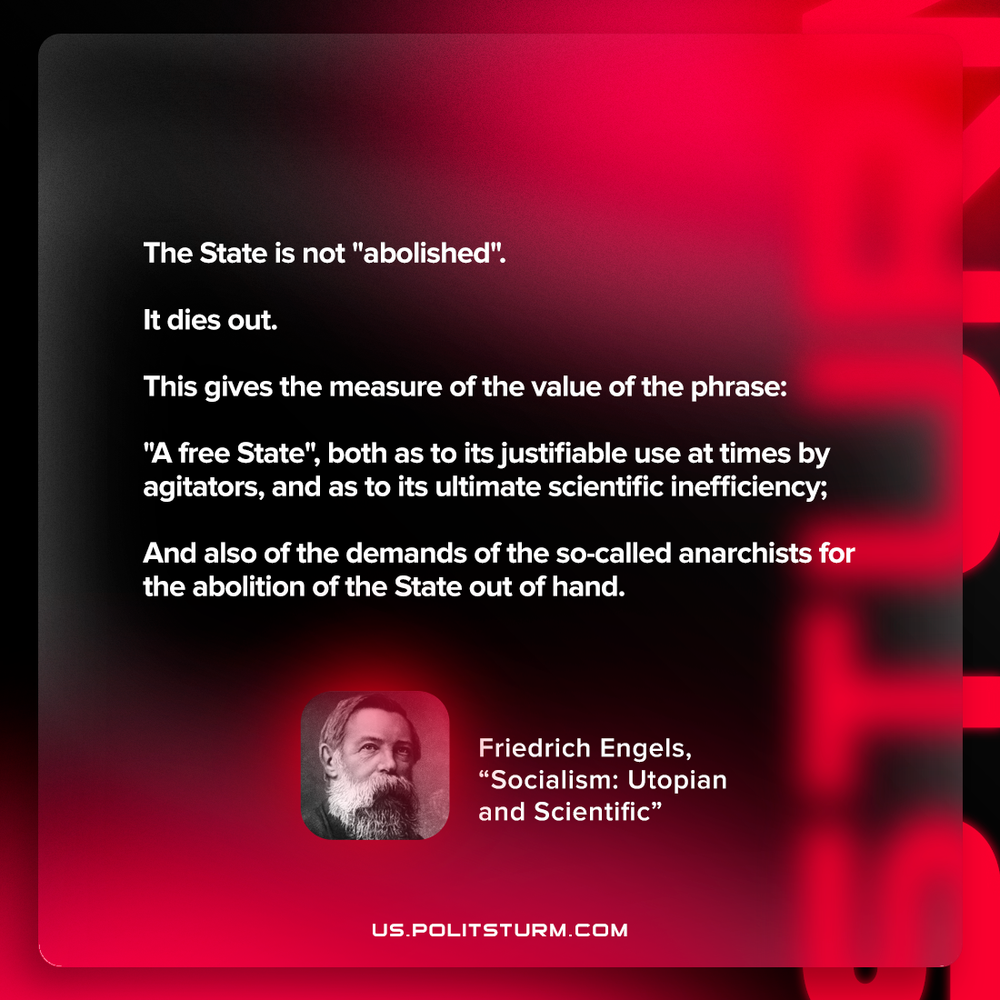 The State is not "abolished".
It dies out.
This gives the measure of the value of the phrase:
"A free State", both as to its justifiable use at times by
agitators, and as to its ultimate scientific inefficiency;
And also of the demands of the so-called anarchists for
the abolition of the State out of hand.
Friedrich Engels,
“Socialism: Utopian
and Scientific”
US.POLITSTURM.COM
STURM